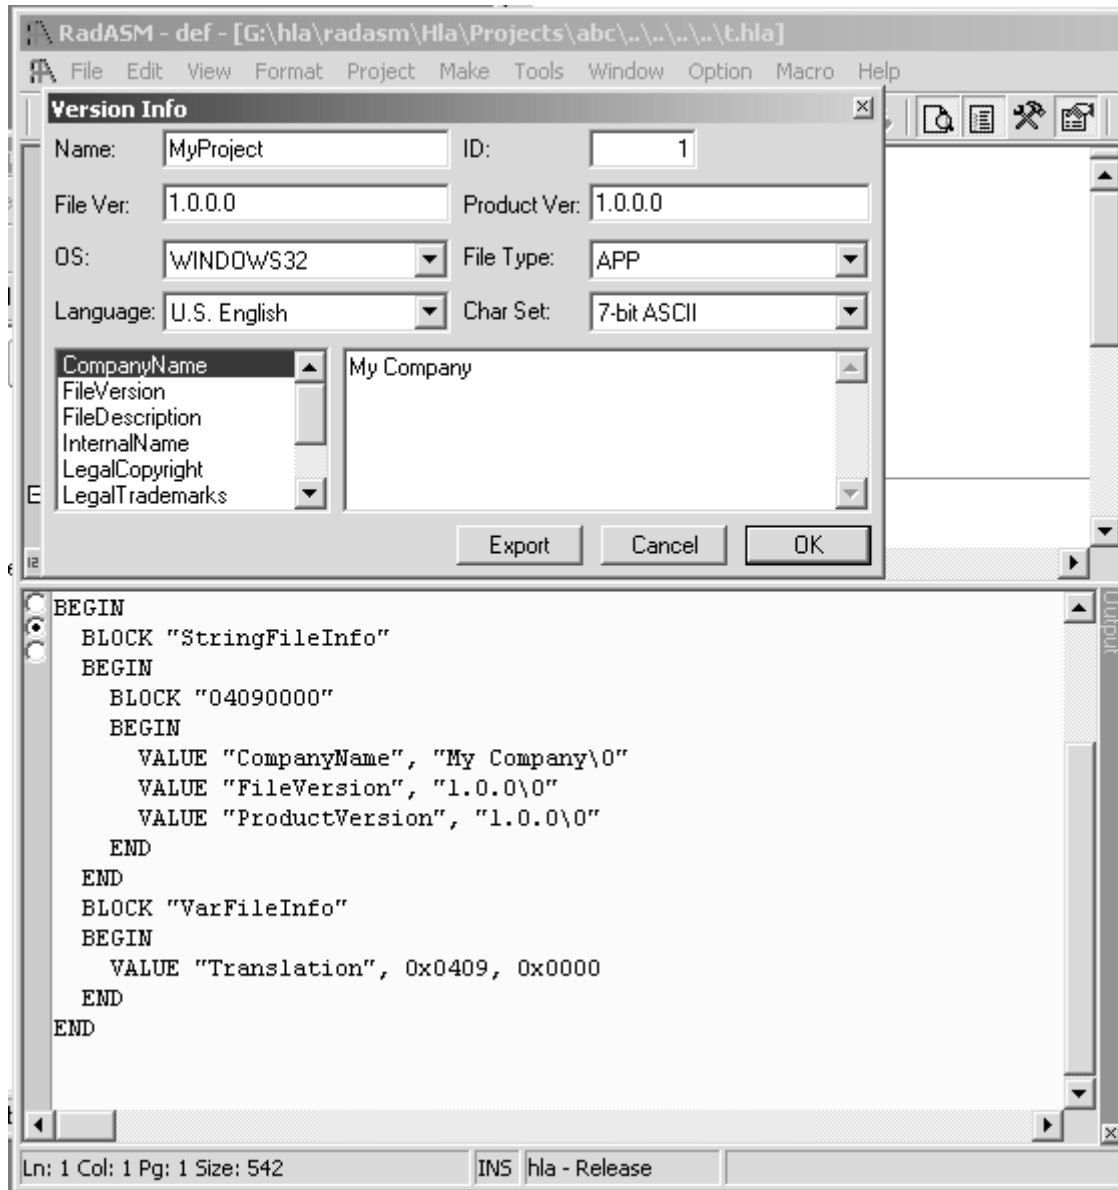 RadASM - def - [G:\hla\radasm\Hla\Projects\abc\..\..\..\..\t.hla]
File Edit View Format Project Make Tools Window Option Macro Help
Version Info
Name: MyProject ID: 1
File Ver: 1.0.0.0 Product Ver: 1.0.0.0
OS: WINDOWS32 File Type: APP
Language: U.S. English Char Set: 7-bit ASCII
CompanyName My Company
FileVersion
FileDescription
InternalName
LegalCopyright
LegalTrademarks
Export Cancel OK
BEGIN
BLOCK "StringFileInfo"
BEGIN
BLOCK "04090000"
BEGIN
VALUE "CompanyName", "My Company\0"
VALUE "FileVersion", "1.0.0\0"
VALUE "ProductVersion", "1.0.0\0"
END
END
BLOCK "VarFileInfo"
BEGIN
VALUE "Translation", 0x0409, 0x0000
END
END
Output
Ln: 1 Col: 1 Pg: 1 Size: 542 INS hla - Release